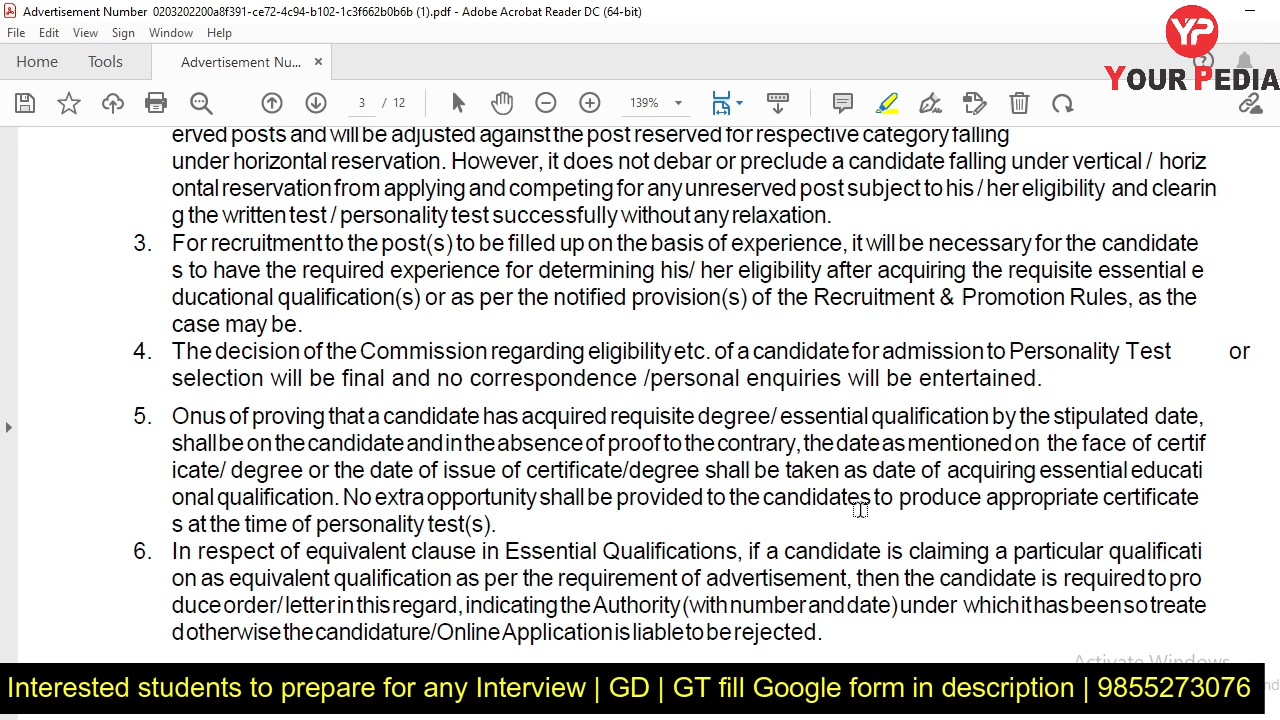 Advertisement Number 0203202200a8f391-ce72-4c94-b102-1c3f662b0b6b (1).pdf - Adobe Acrobat Reader DC (64-bit)
YP
File Edit View Sign Window Help
Home Tools Advertisement Nu... ×
YOUR PEDIA
3 / 12 139%
erved posts and will be adjusted against the post reserved for respective category falling
under horizontal reservation. However, it does not debar or preclude a candidate falling under vertical / horiz
ontal reservation from applying and competing for any unreserved post subject to his / her eligibility and clearin
g the written test / personality test successfully without any relaxation.
3. For recruitment to the post(s) to be filled up on the basis of experience, it will be necessary for the candidate
s to have the required experience for determining his/ her eligibility after acquiring the requisite essential e
ducational qualification(s) or as per the notified provision(s) of the Recruitment & Promotion Rules, as the
case may be.
4. The decision of the Commission regarding eligibility etc. of a candidate for admission to Personality Test or
selection will be final and no correspondence /personal enquiries will be entertained.
5. Onus of proving that a candidate has acquired requisite degree/ essential qualification by the stipulated date,
shall be on the candidate and in the absence of proof to the contrary, the date as mentioned on the face of certif
icate/ degree or the date of issue of certificate/degree shall be taken as date of acquiring essential educati
onal qualification. No extra opportunity shall be provided to the candidates to produce appropriate certificate
s at the time of personality test(s).
6. In respect of equivalent clause in Essential Qualifications, if a candidate is claiming a particular qualificati
on as equivalent qualification as per the requirement of advertisement, then the candidate is required to pro
duce order/ letter in this regard, indicating the Authority (with number and date) under which it has been so treate
d otherwise the candidature/Online Application is liable to be rejected.
Activate Windows
Interested students to prepare for any Interview | GD | GT fill Google form in description | 9855273076